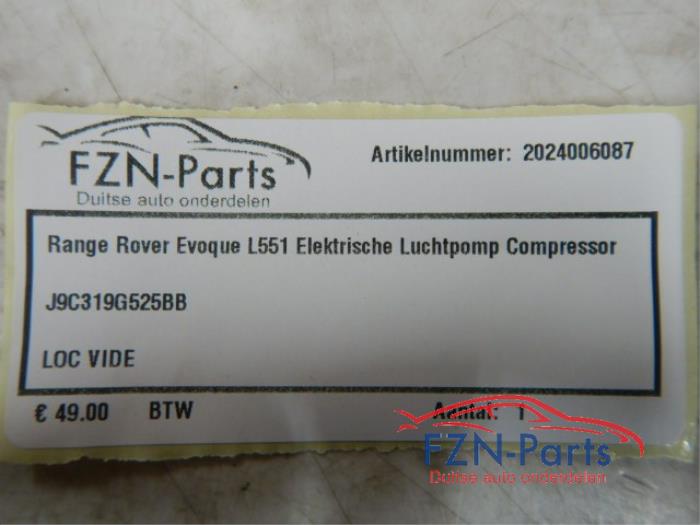 FZN-Parts
Duitse auto onderdelen
Artikelnummer: 2024006087
Range Rover Evoque L551 Elektrische Luchtpomp Compressor
J9C319G525BB
LOC VIDE
€ 49.00 BTW Aantal: 1
FZN-Parts
Duitse auto onderdelen